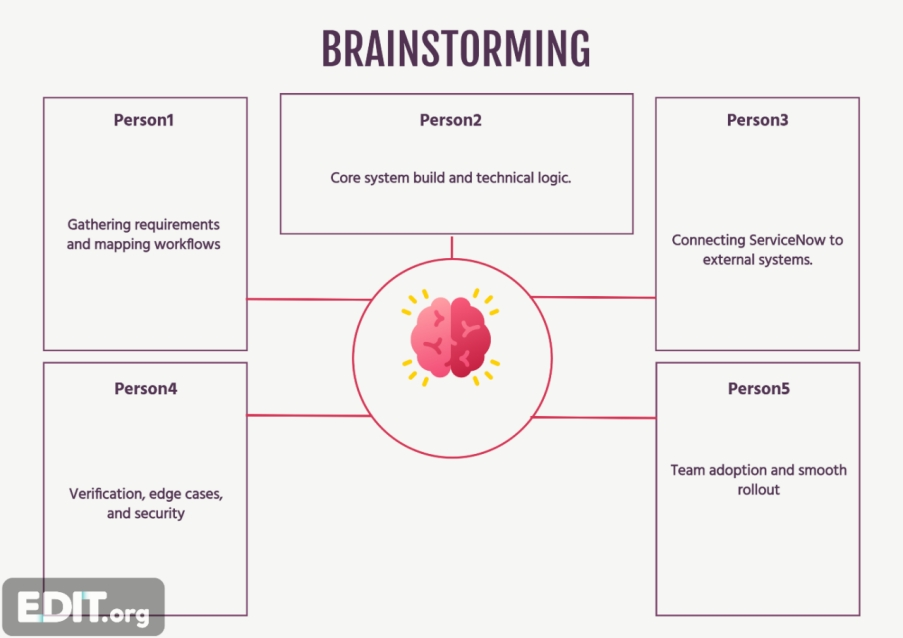 BRAINSTORMING
Person1
Gathering requirements
and mapping workflows
Person2
Core system build and technical logic.
Person3
Connecting ServiceNow to
external systems.
Person4
Verification, edge cases,
and security
Person5
Team adoption and smooth
rollout
EDIT.org